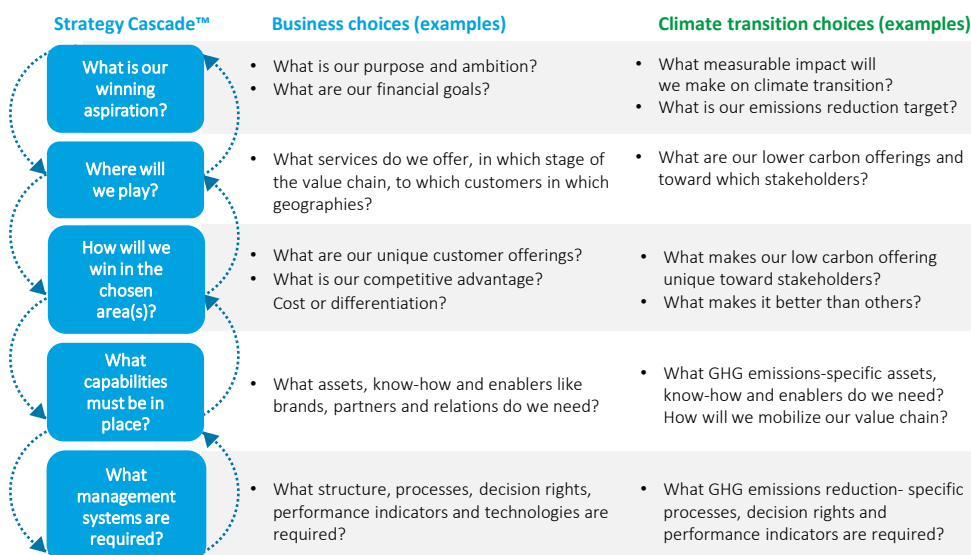 Strategy Cascade™
Business choices (examples)
Climate transition choices (examples)
What is our
winning
aspiration?
• What is our purpose and ambition?
• What are our financial goals?
• What measurable impact will
we make on climate transition?
• What is our emissions reduction target?
Where will
we play?
• What services do we offer, in which stage of
the value chain, to which customers in which
geographies?
• What are our lower carbon offerings and
toward which stakeholders?
How will we
win in the
chosen
area(s)?
• What are our unique customer offerings?
• What is our competitive advantage?
Cost or differentiation?
• What makes our low carbon offering
unique toward stakeholders?
• What makes it better than others?
What
capabilities
must be in
place?
• What assets, know-how and enablers like
brands, partners and relations do we need?
• What GHG emissions-specific assets,
know-how and enablers do we need?
How will we mobilize our value chain?
What
management
systems are
required?
• What structure, processes, decision rights,
performance indicators and technologies are
required?
• What GHG emissions reduction- specific
processes, decision rights and
performance indicators are required?